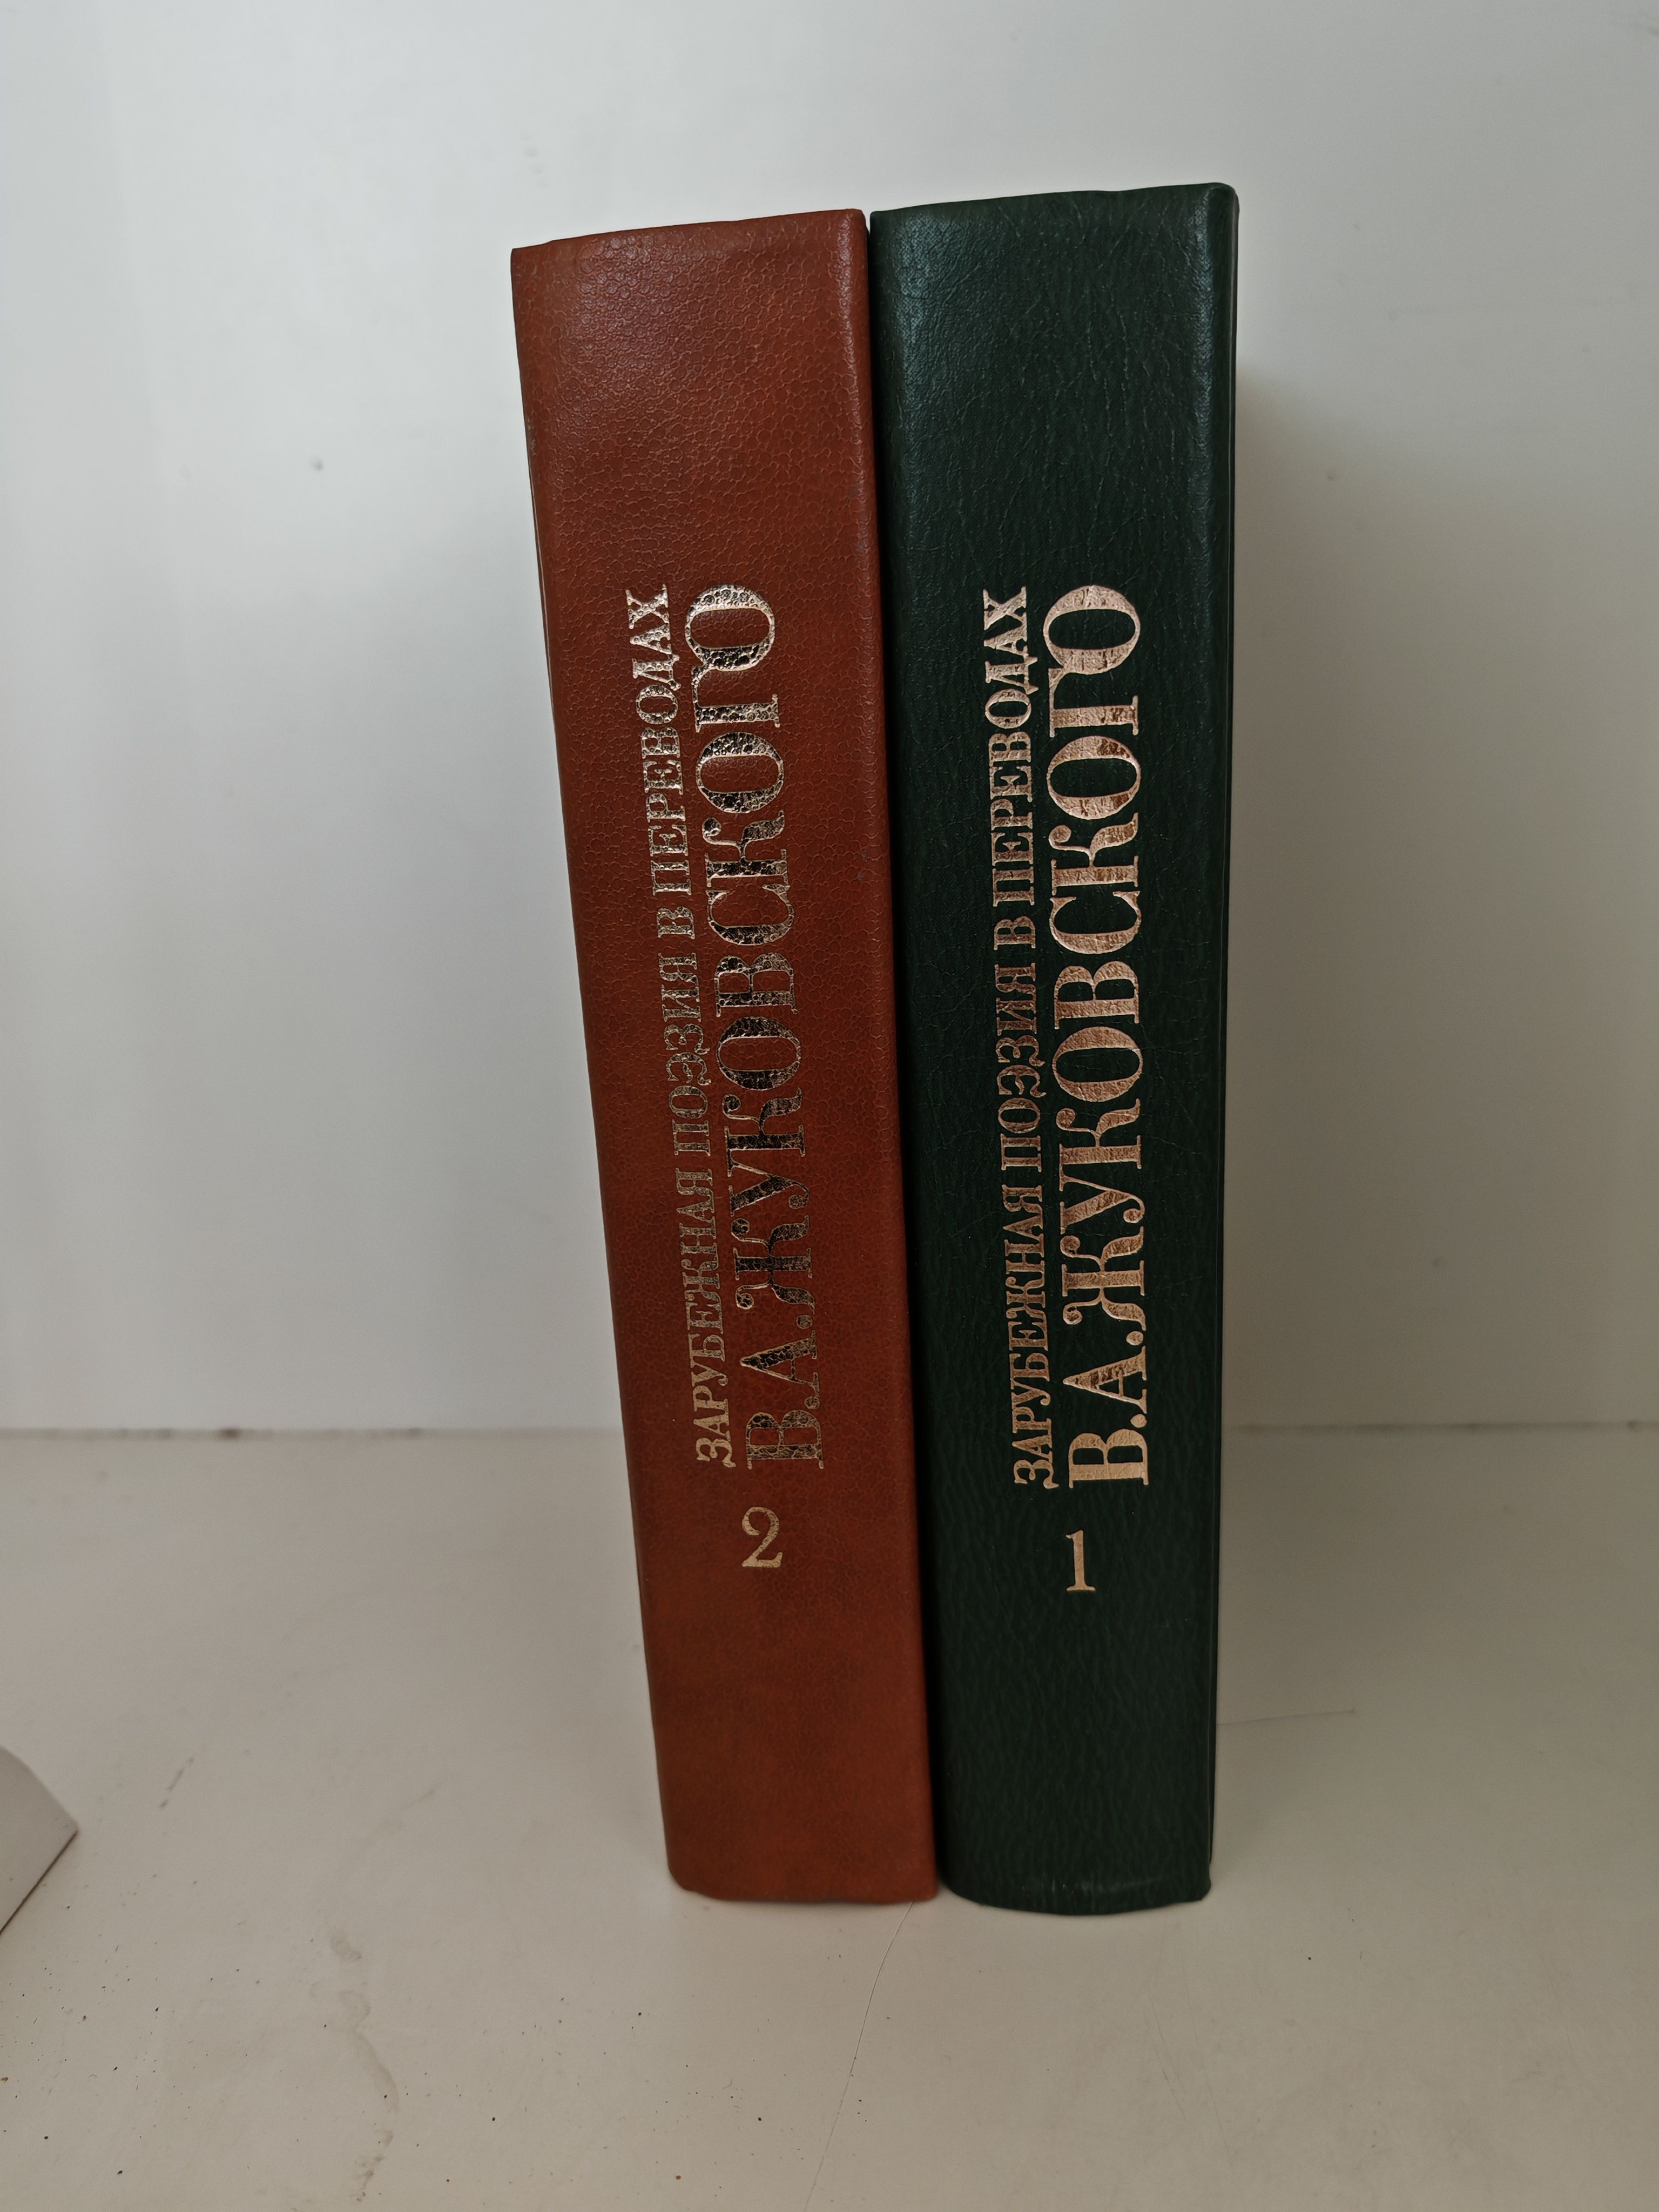 ЗАРУБЕЖНАЯ ПОЭЗИЯ В ПЕРЕВОДАХ
В.А.ЖУКОВСКОГО
2
ЗАРУБЕЖНАЯ ПОЭЗИЯ В ПЕРЕВОДАХ
В.А.ЖУКОВСКОГО
1